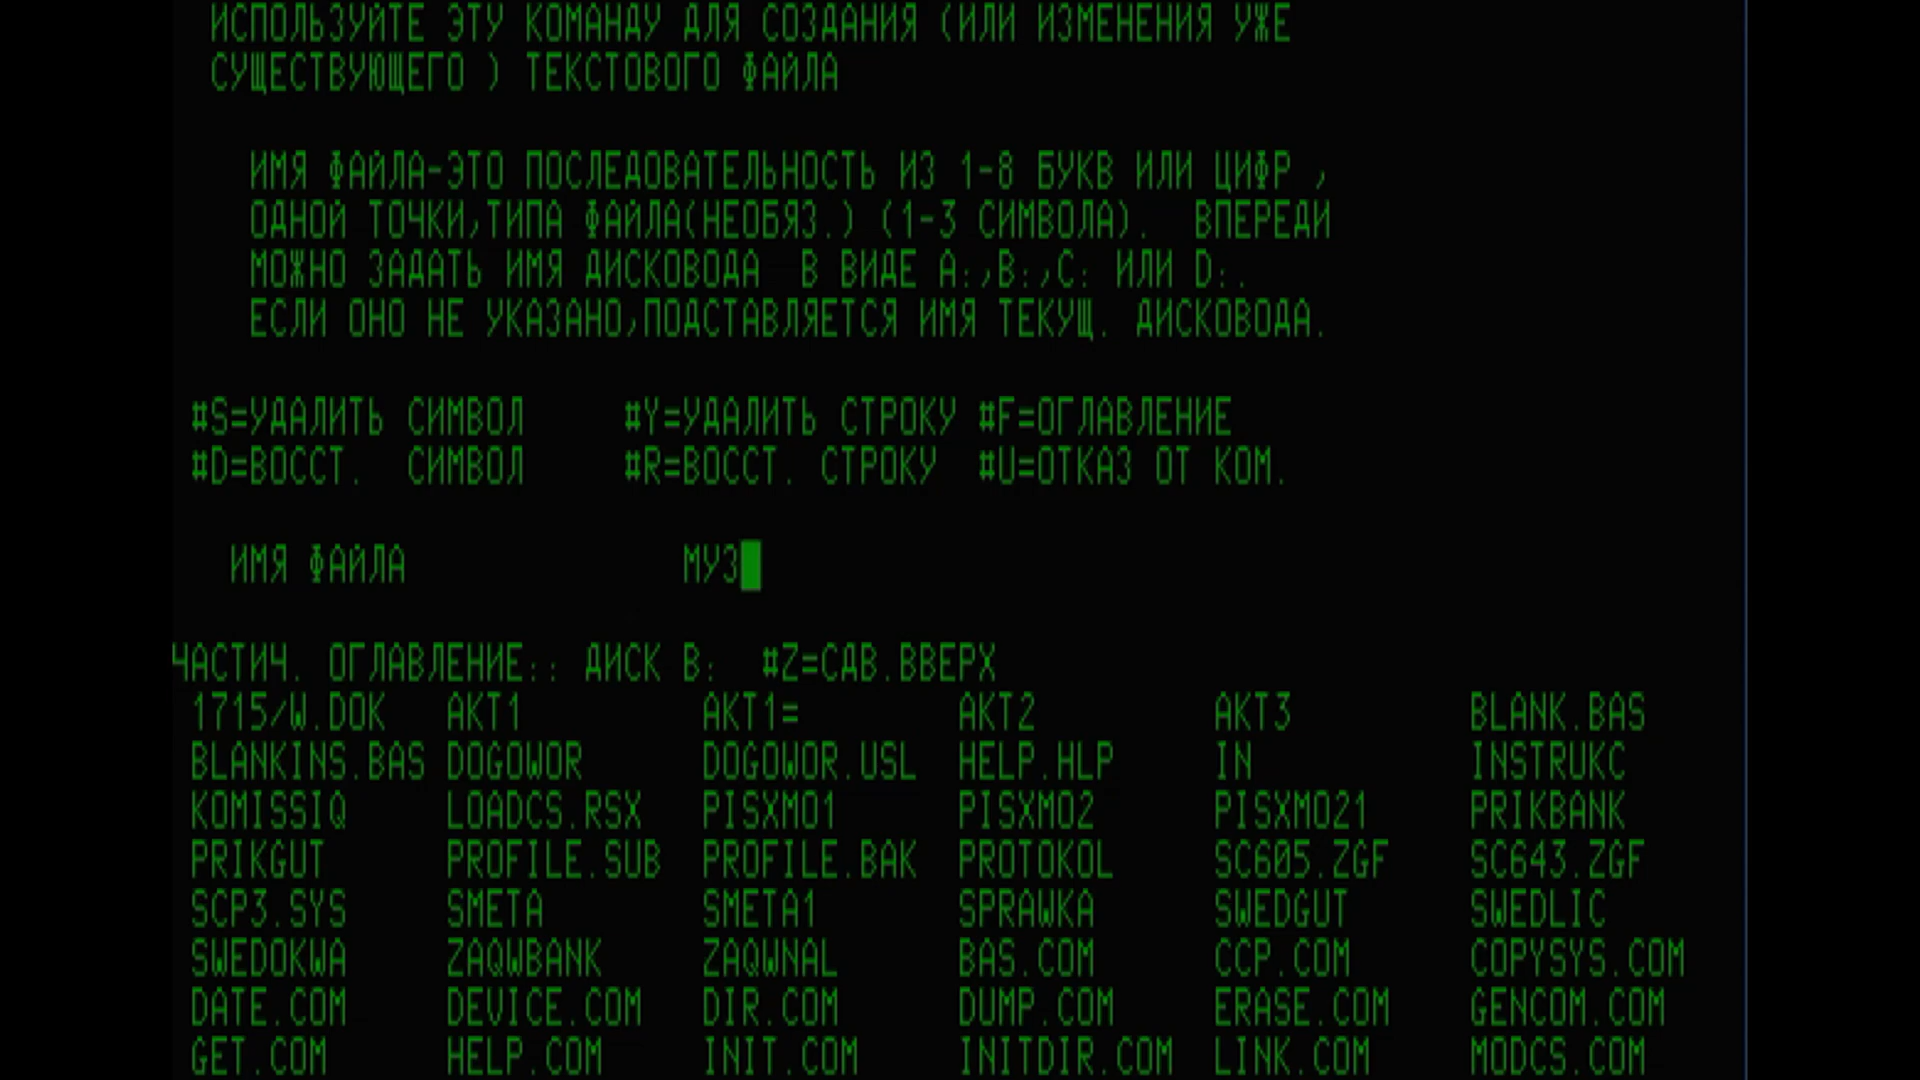 ИСПОЛЬЗУЙТЕ ЭТУ КОМАНДУ ДЛЯ СОЗДАНИЯ (ИЛИ ИЗМЕНЕНИЯ УЖЕ
СУЩЕСТВУЮЩЕГО ) ТЕКСТОВОГО ФАЙЛА
ИМЯ ФАЙЛА-ЭТО ПОСЛЕДОВАТЕЛЬНОСТЬ ИЗ 1-8 БУКВ ИЛИ ЦИФР ,
ОДНОЙ ТОЧКИ,ТИПА ФАЙЛА(НЕОБЯЗ.) (1-3 СИМВОЛА). ВПЕРЕДИ
МОЖНО ЗАДАТЬ ИМЯ ДИСКОВОДА В ВИДЕ A:,B:,C: ИЛИ D:.
ЕСЛИ ОНО НЕ УКАЗАНО,ПОДСТАВЛЯЕТСЯ ИМЯ ТЕКУЩ. ДИСКОВОДА.
#S=УДАЛИТЬ СИМВОЛ #Y=УДАЛИТЬ СТРОКУ #F=ОГЛАВЛЕНИЕ
#D=ВОССТ. СИМВОЛ #R=ВОССТ. СТРОКУ #U=ОТКАЗ ОТ КОМ.
ИМЯ ФАЙЛА МУЗ
ЧАСТИЧ. ОГЛАВЛЕНИЕ:: ДИСК B: #Z=СДВ.ВВЕРХ
1715/W.DOK AKT1 AKT1= AKT2 AKT3 BLANK.BAS
BLANKINS.BAS DOGOWOR DOGOWOR.USL HELP.HLP IN INSTRUKC
KOMISSIQ LOADCS.RSX PISXMO1 PISXMO2 PISXMO21 PRIKBANK
PRIKGUT PROFILE.SUB PROFILE.BAK PROTOKOL SC605.ZGF SC643.ZGF
SCP3.SYS SMETA SMETA1 SPRAWKA SWEDGUT SWEDLIC
SWEDOKWA ZAQWBANK ZAQWNAL BAS.COM CCP.COM COPYSYS.COM
DATE.COM DEVICE.COM DIR.COM DUMP.COM ERASE.COM GENCOM.COM
GET.COM HELP.COM INIT.COM INITDIR.COM LINK.COM MODCS.COM